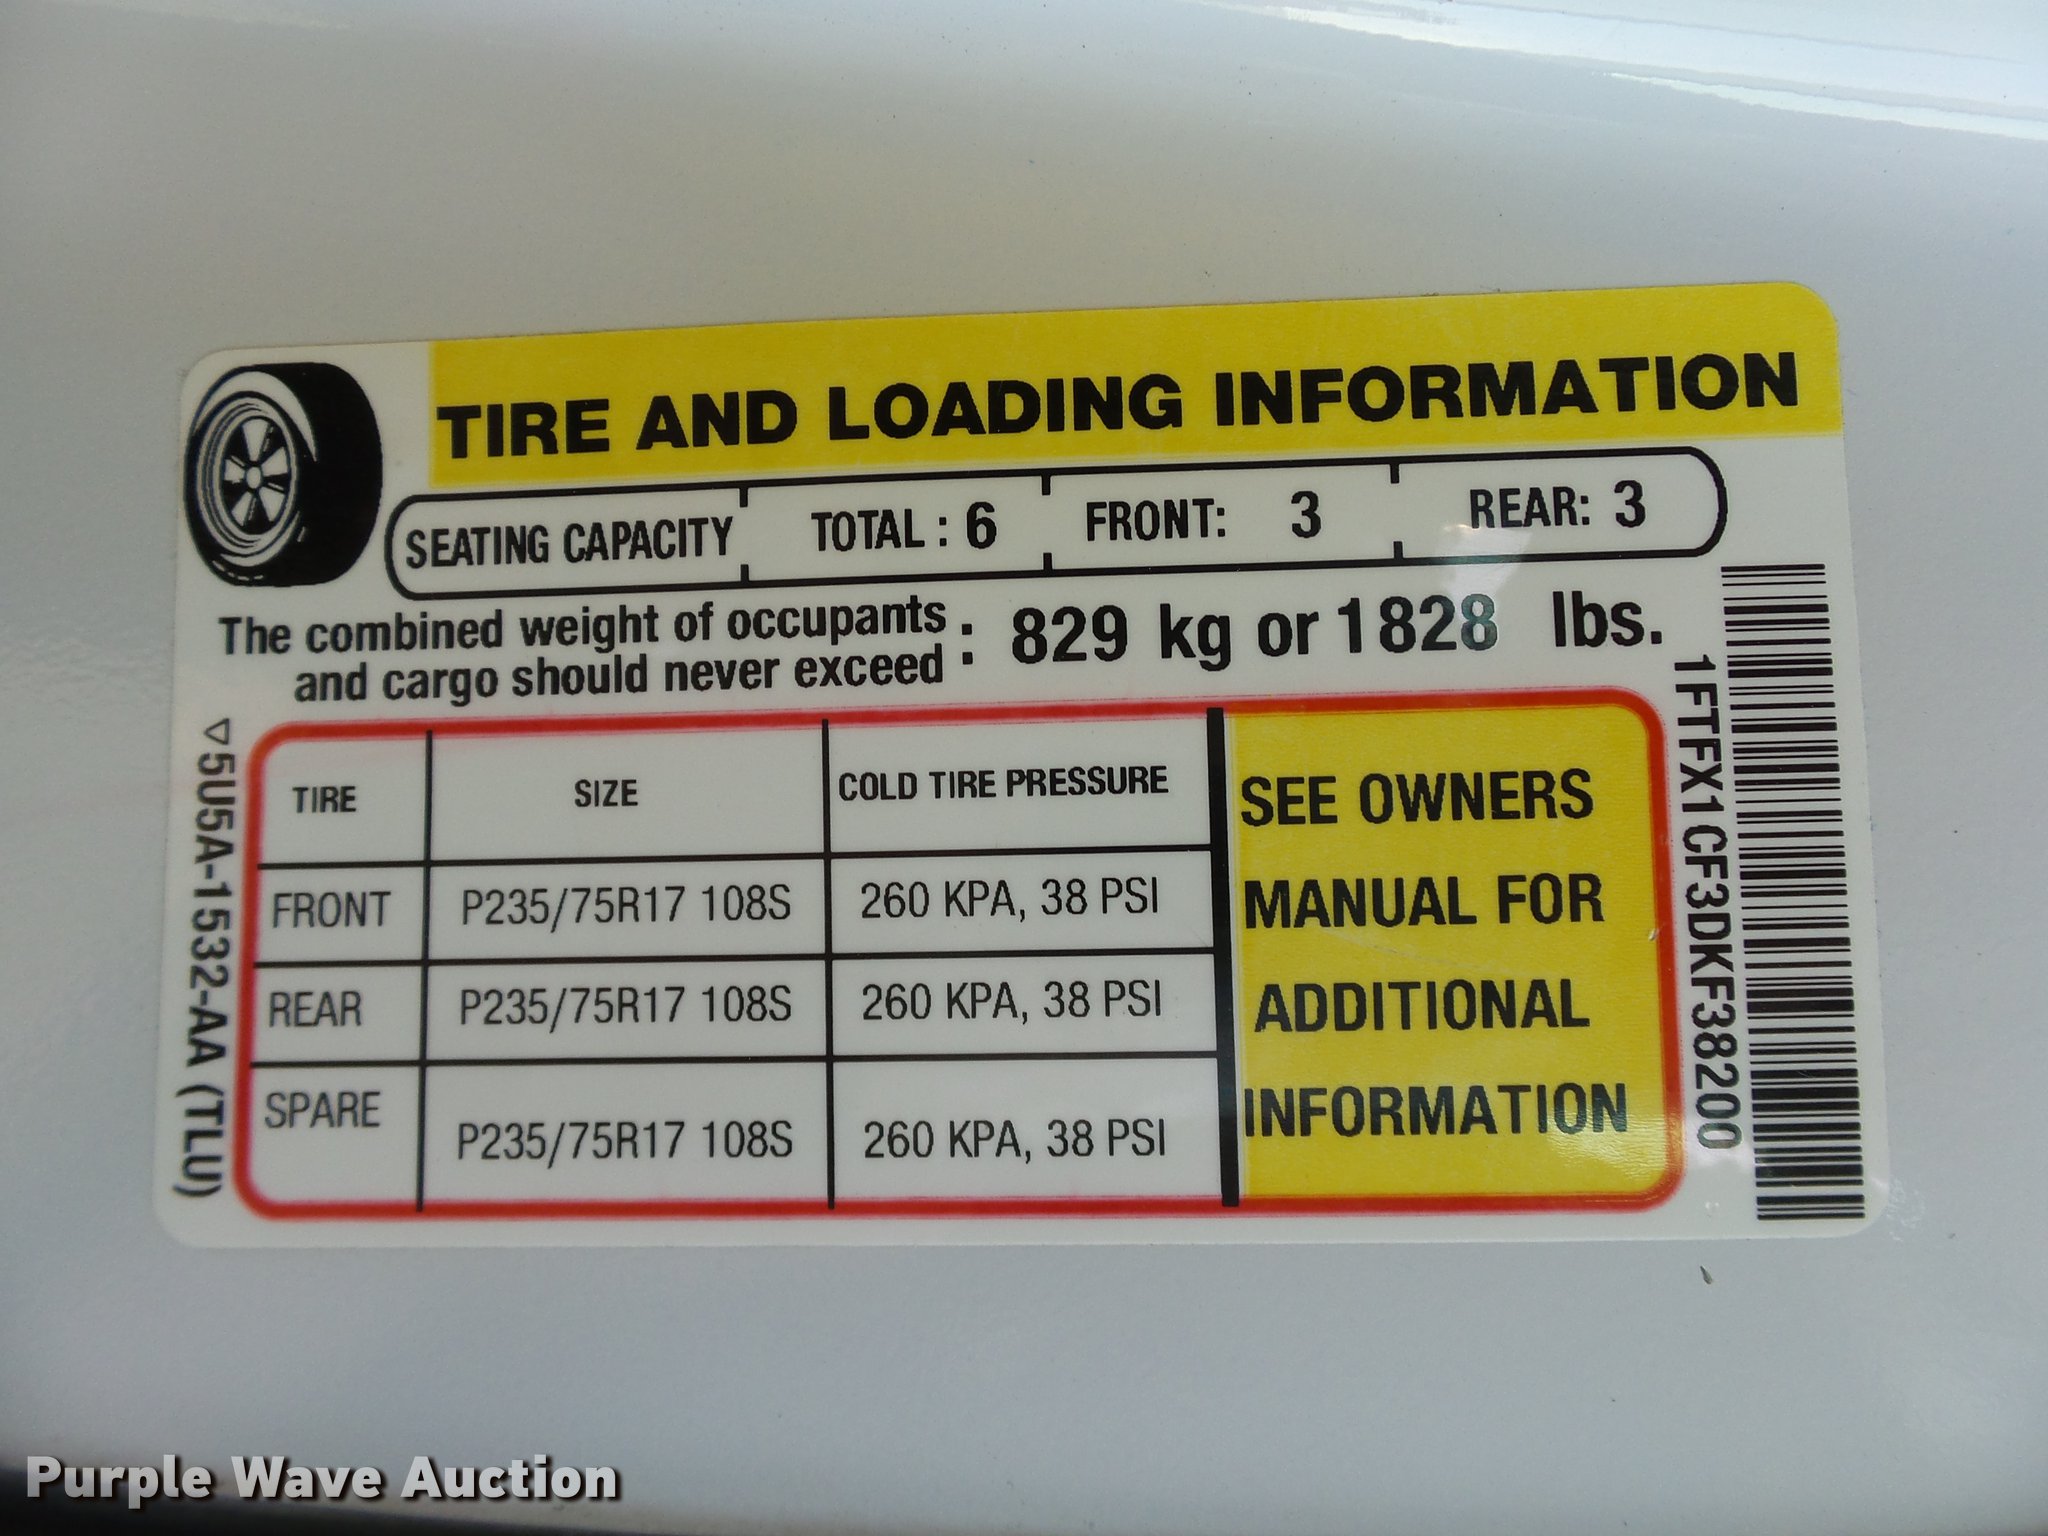 TIRE AND LOADING INFORMATION
SEATING CAPACITY TOTAL : 6 FRONT: 3 REAR: 3
The combined weight of occupants
and cargo should never exceed : 829 kg or 1828 lbs.
TIRE SIZE COLD TIRE PRESSURE
FRONT P235/75R17 108S 260 KPA, 38 PSI
REAR P235/75R17 108S 260 KPA, 38 PSI
SPARE P235/75R17 108S 260 KPA, 38 PSI
SEE OWNERS
MANUAL FOR
ADDITIONAL
INFORMATION
5U5A-1532-AA (TLU)
1FTFX1CF3DKF38200
Purple Wave Auction